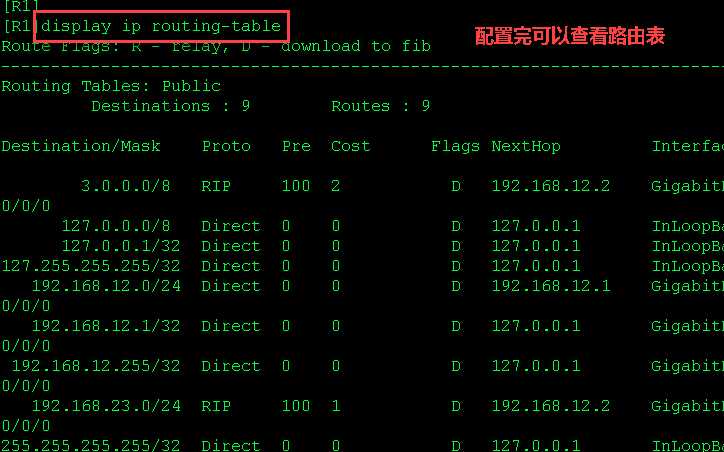 [R1]
[R1]display ip routing-table
配置完可以查看路由表
Route Flags: R - relay, D - download to fib
------------------------------------------------------------------------
Routing Tables: Public
Destinations : 9 Routes : 9
Destination/Mask Proto Pre Cost Flags NextHop Interfac
3.0.0.0/8 RIP 100 2 D 192.168.12.2 GigabitE
0/0/0
127.0.0.0/8 Direct 0 0 D 127.0.0.1 InLoopBa
127.0.0.1/32 Direct 0 0 D 127.0.0.1 InLoopBa
127.255.255.255/32 Direct 0 0 D 127.0.0.1 InLoopBa
192.168.12.0/24 Direct 0 0 D 192.168.12.1 GigabitE
0/0/0
192.168.12.1/32 Direct 0 0 D 127.0.0.1 GigabitE
0/0/0
192.168.12.255/32 Direct 0 0 D 127.0.0.1 GigabitE
0/0/0
192.168.23.0/24 RIP 100 1 D 192.168.12.2 GigabitE
0/0/0
255.255.255.255/32 Direct 0 0 D 127.0.0.1 InLoopBa